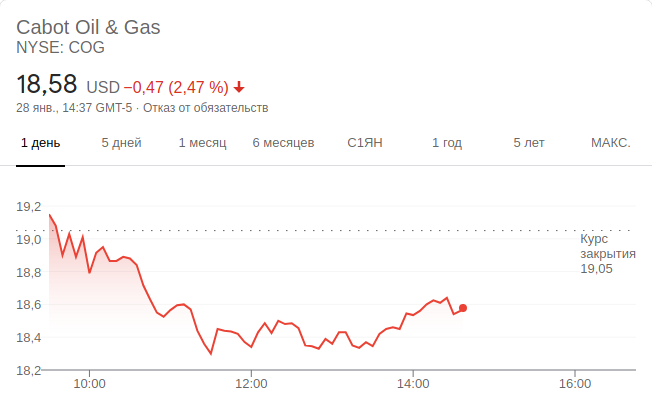 Cabot Oil & Gas
NYSE: COG
18,58 USD −0,47 (2,47 %)
28 янв., 14:37 GMT-5 · Отказ от обязательств
1 день 5 дней 1 месяц 6 месяцев С1ЯН 1 год 5 лет МАКС.
19,2
19,0
18,8
18,6
18,4
18,2
Курс
закрытия
19,05
10:00 12:00 14:00 16:00